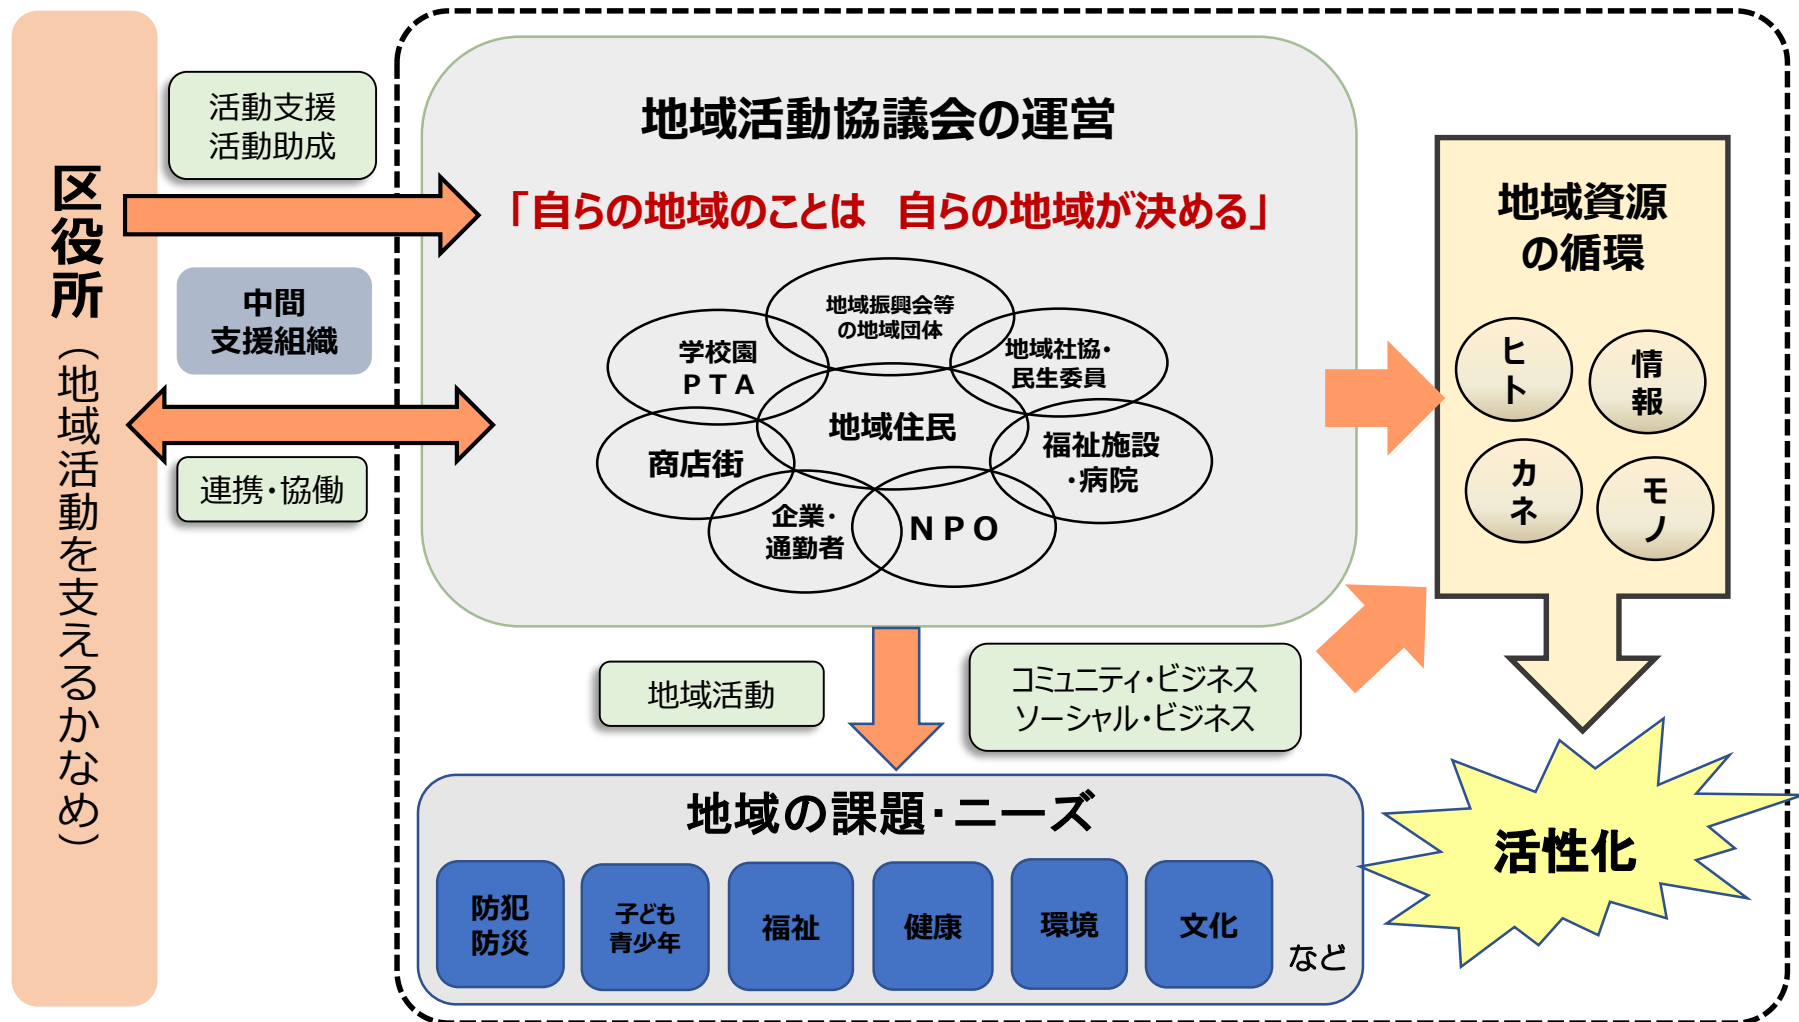 区役所（地域活動を支えるかなめ）
活動支援
活動助成
中間
支援組織
連携・協働
地域活動協議会の運営
「自らの地域のことは　自らの地域が決める」
地域振興会等
の地域団体
学校園
ＰＴＡ
地域社協・
民生委員
地域住民
商店街
福祉施設
・病院
企業・
通勤者
ＮＰＯ
地域資源
の循環
ヒト
情報
カネ
モノ
地域活動
コミュニティ・ビジネス
ソーシャル・ビジネス
地域の課題・ニーズ
防犯
防災
子ども
青少年
福祉
健康
環境
文化
など
活性化